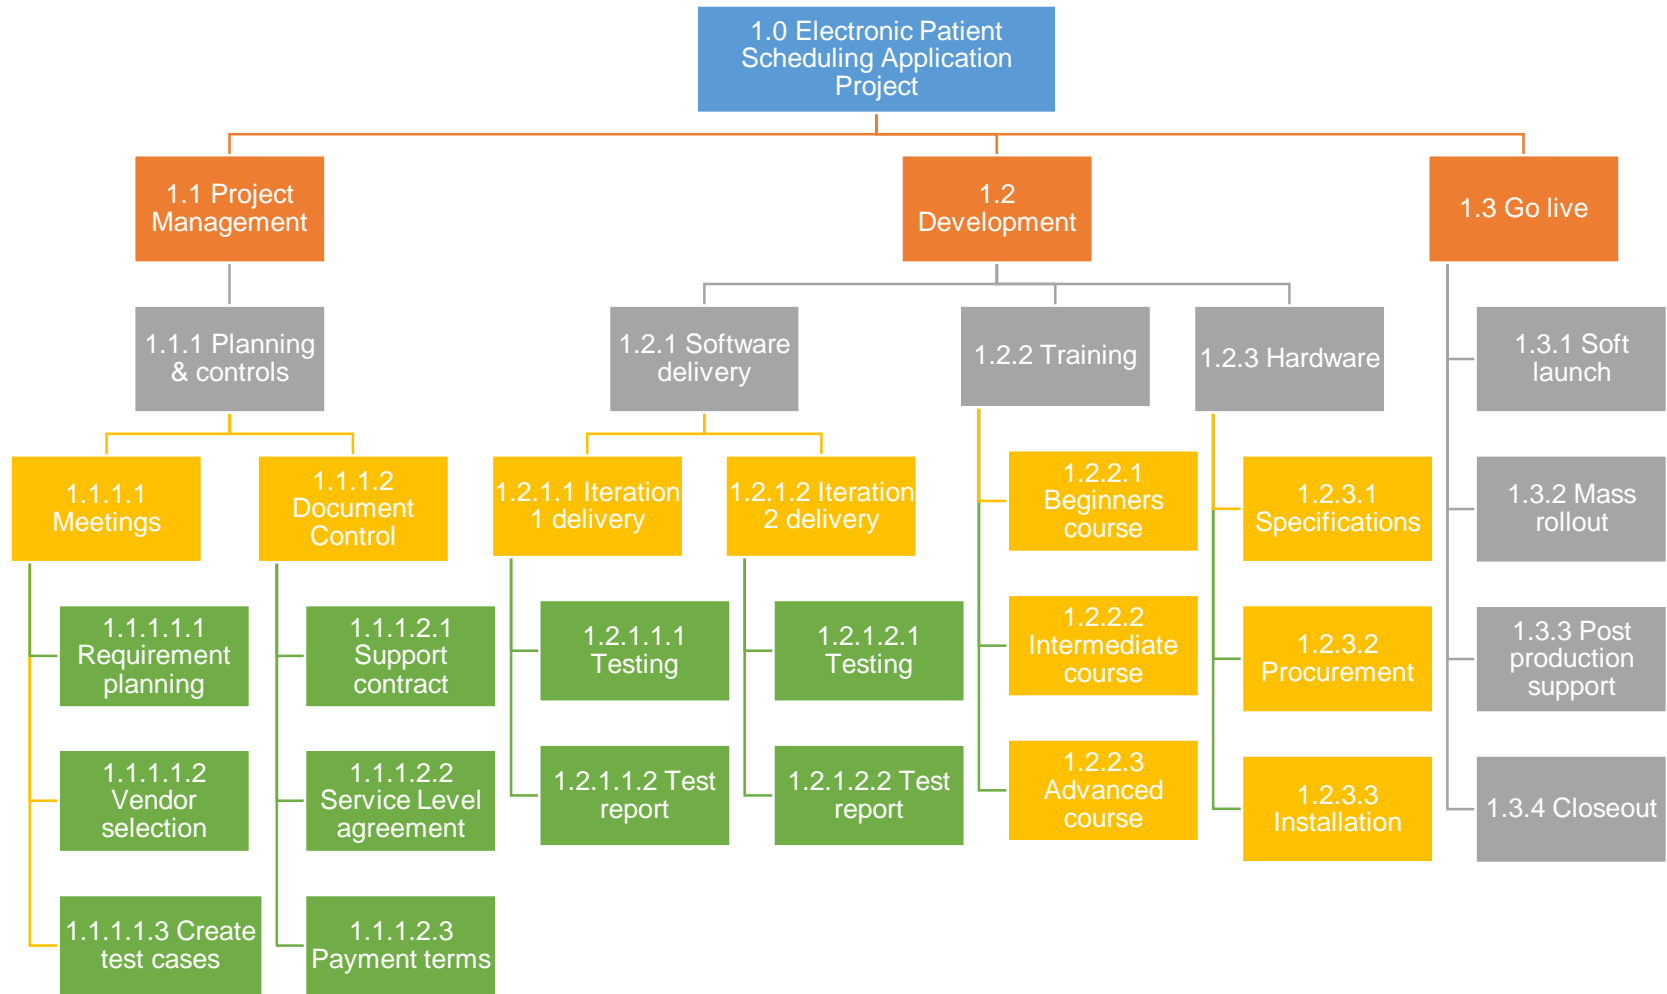 1.0 Electronic Patient
Scheduling Application
Project
1.1 Project
Management
1.2
Development
1.3 Go live
1.1.1 Planning
& controls
1.2.1 Software
delivery
1.2.2 Training
1.2.3 Hardware
1.3.1 Soft
launch
1.1.1.1
Meetings
1.1.1.2
Document
Control
1.2.1.1 Iteration
1 delivery
1.2.1.2 Iteration
2 delivery
1.2.2.1
Beginners
course
1.2.3.1
Specifications
1.3.2 Mass
rollout
1.1.1.1.1
Requirement
planning
1.1.1.2.1
Support
contract
1.2.1.1.1
Testing
1.2.1.2.1
Testing
1.2.2.2
Intermediate
course
1.2.3.2
Procurement
1.3.3 Post
production
support
1.1.1.1.2
Vendor
selection
1.1.1.2.2
Service Level
agreement
1.2.1.1.2 Test
report
1.2.1.2.2 Test
report
1.2.2.3
Advanced
course
1.2.3.3
Installation
1.3.4 Closeout
1.1.1.1.3 Create
test cases
1.1.1.2.3
Payment terms